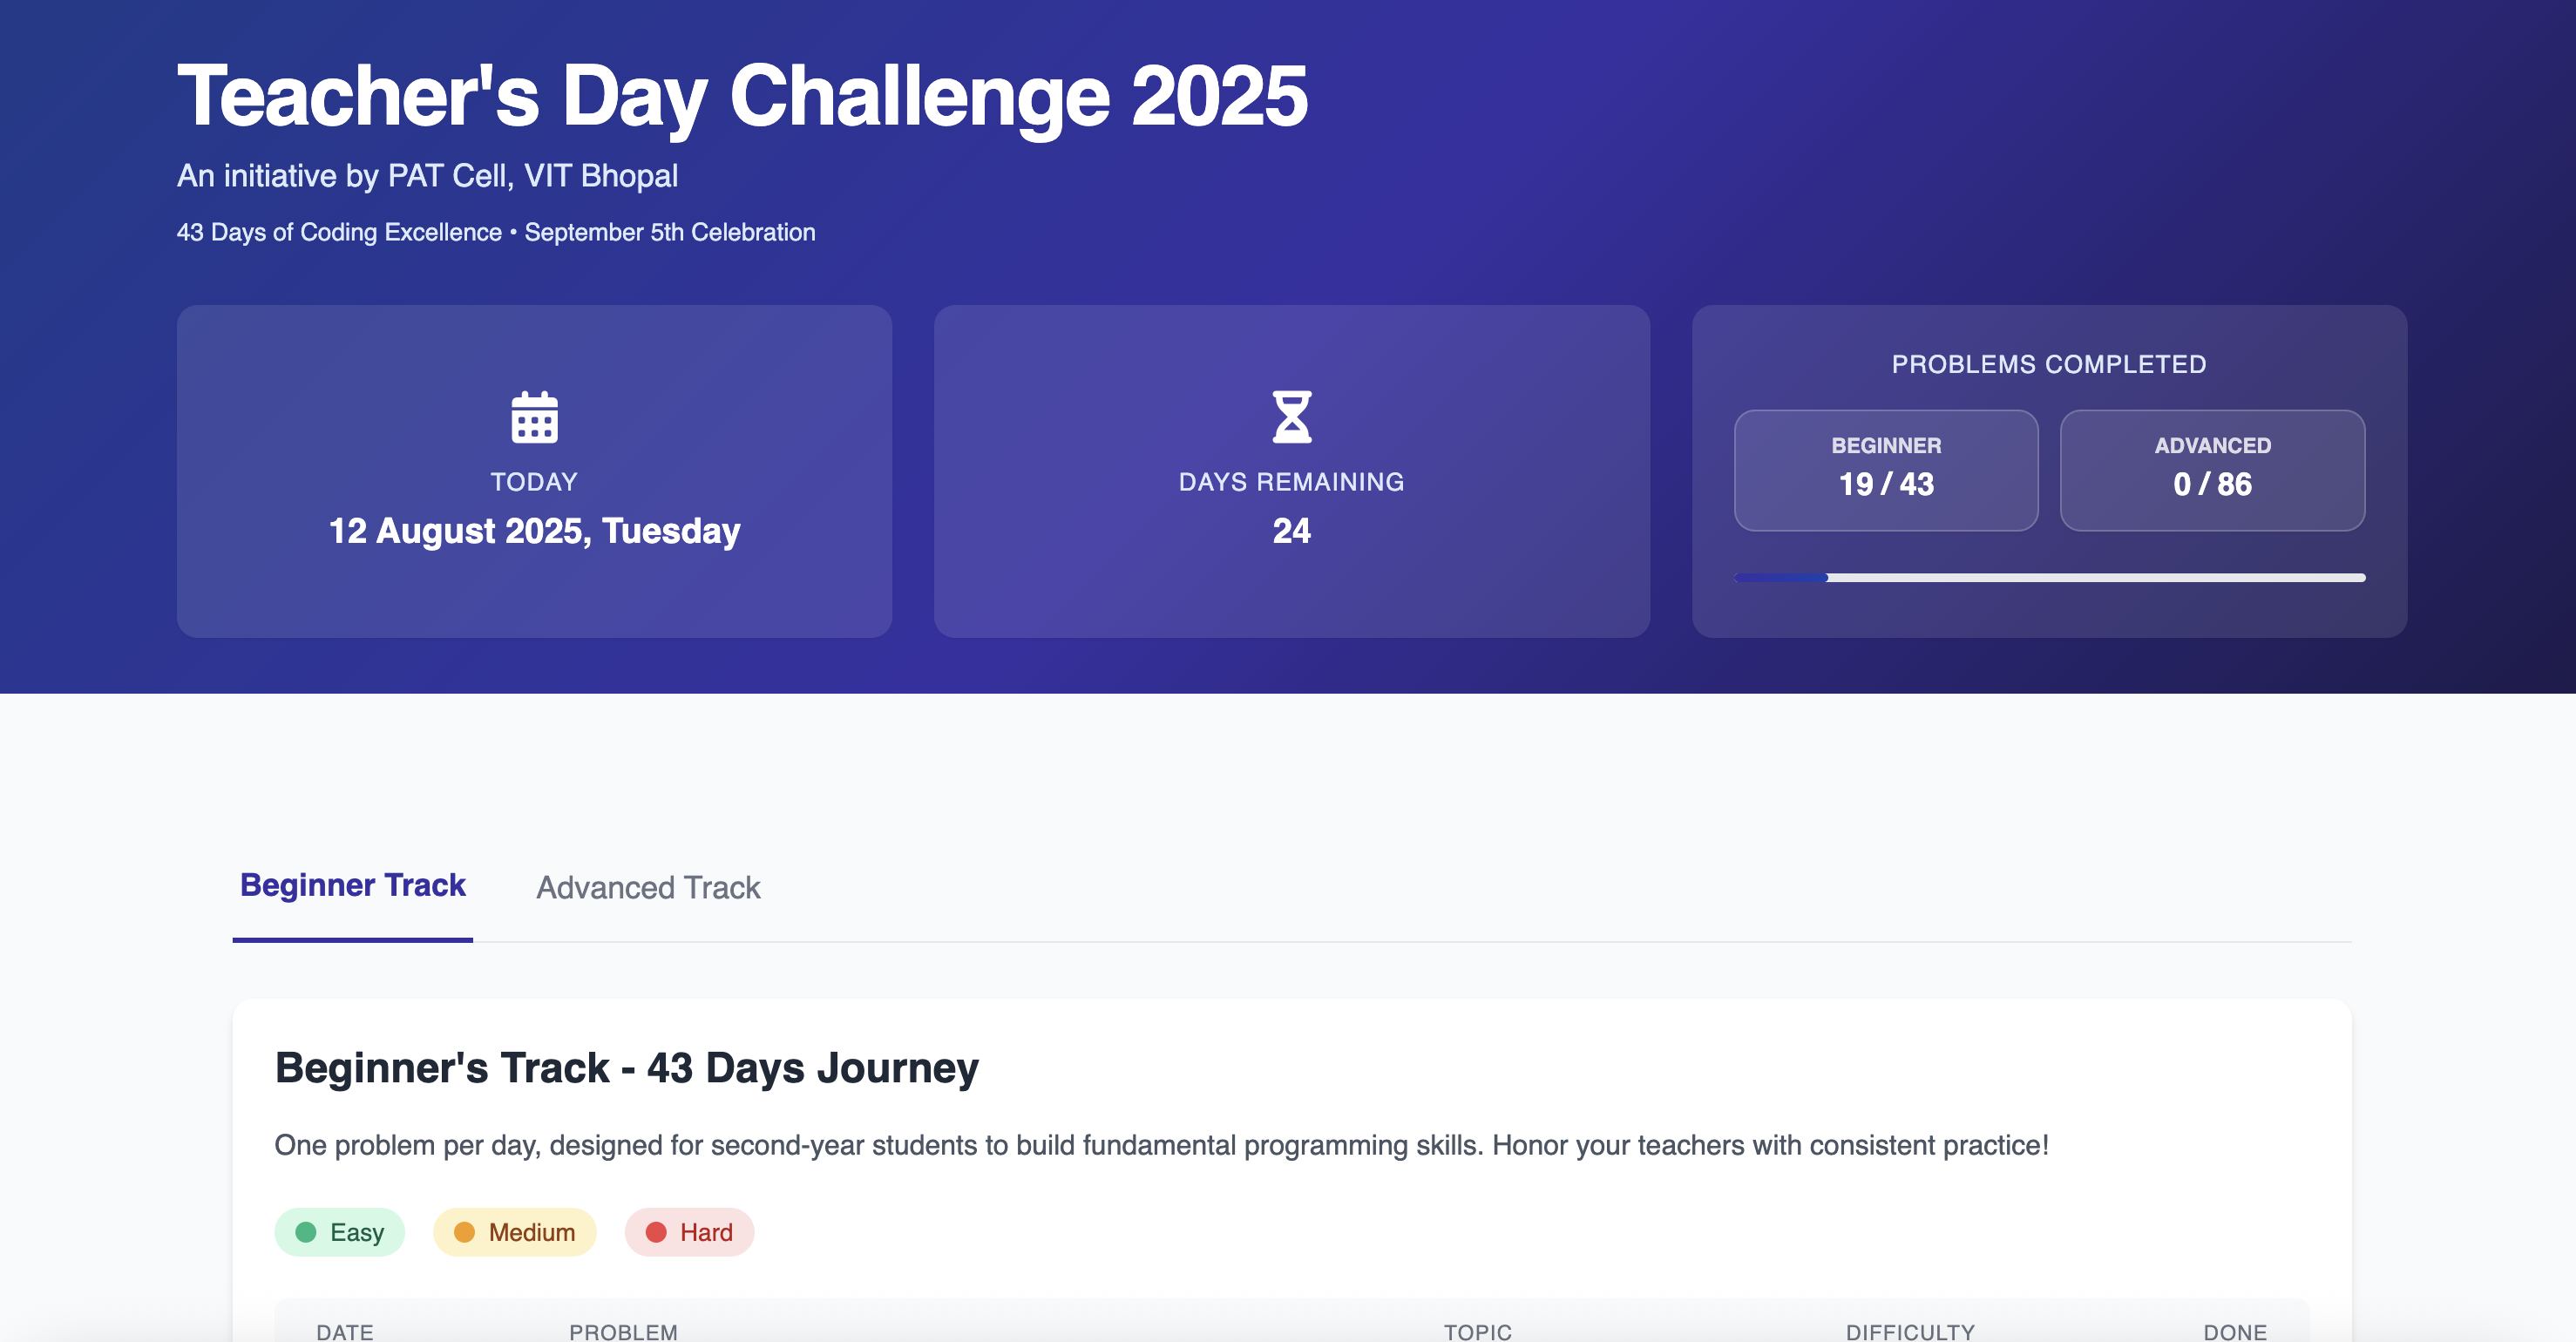 Teacher's Day Challenge 2025
An initiative by PAT Cell, VIT Bhopal
43 Days of Coding Excellence • September 5th Celebration
TODAY
12 August 2025, Tuesday
DAYS REMAINING
24
PROBLEMS COMPLETED
BEGINNER
19 / 43
ADVANCED
0 / 86
Beginner Track
Advanced Track
Beginner's Track - 43 Days Journey
One problem per day, designed for second-year students to build fundamental programming skills. Honor your teachers with consistent practice!
Easy
Medium
Hard
DATE PROBLEM TOPIC DIFFICULTY DONE